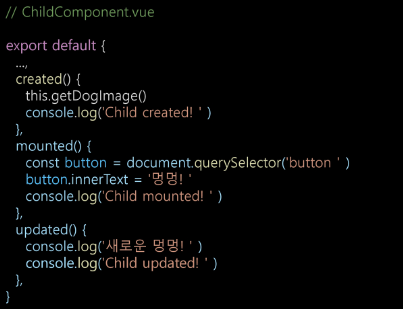 // ChildComponent.vue
export default {
...,
created() {
this.getDogImage()
console.log('Child created! ' )
},
mounted() {
const button = document.querySelector('button ' )
button.innerText = '멍멍! '
console.log('Child mounted! ' )
},
updated() {
console.log('새로운 멍멍! ' )
console.log('Child updated! ' )
},
}